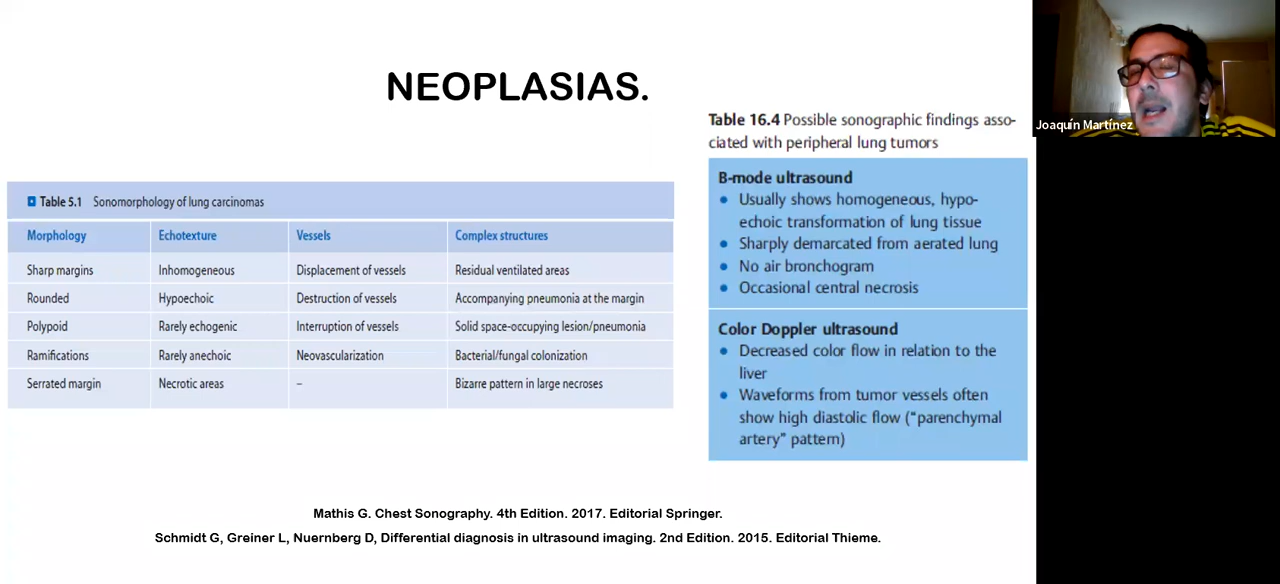 NEOPLASIAS.
Table 5.1 Sonomorphology of lung carcinomas
Morphology Echotexture Vessels Complex structures
Sharp margins Inhomogeneous Displacement of vessels Residual ventilated areas
Rounded Hypoechoic Destruction of vessels Accompanying pneumonia at the margin
Polypoid Rarely echogenic Interruption of vessels Solid space-occupying lesion/pneumonia
Ramifications Rarely anechoic Neovascularization Bacterial/fungal colonization
Serrated margin Necrotic areas – Bizarre pattern in large necroses
Table 16.4 Possible sonographic findings asso-
ciated with peripheral lung tumors
B-mode ultrasound
• Usually shows homogeneous, hypo-
echoic transformation of lung tissue
• Sharply demarcated from aerated lung
• No air bronchogram
• Occasional central necrosis
Color Doppler ultrasound
• Decreased color flow in relation to the
liver
• Waveforms from tumor vessels often
show high diastolic flow (“parenchymal
artery” pattern)
Mathis G. Chest Sonography. 4th Edition. 2017. Editorial Springer.
Schmidt G, Greiner L, Nuernberg D, Differential diagnosis in ultrasound imaging. 2nd Edition. 2015. Editorial Thieme.
Joaquín Martínez